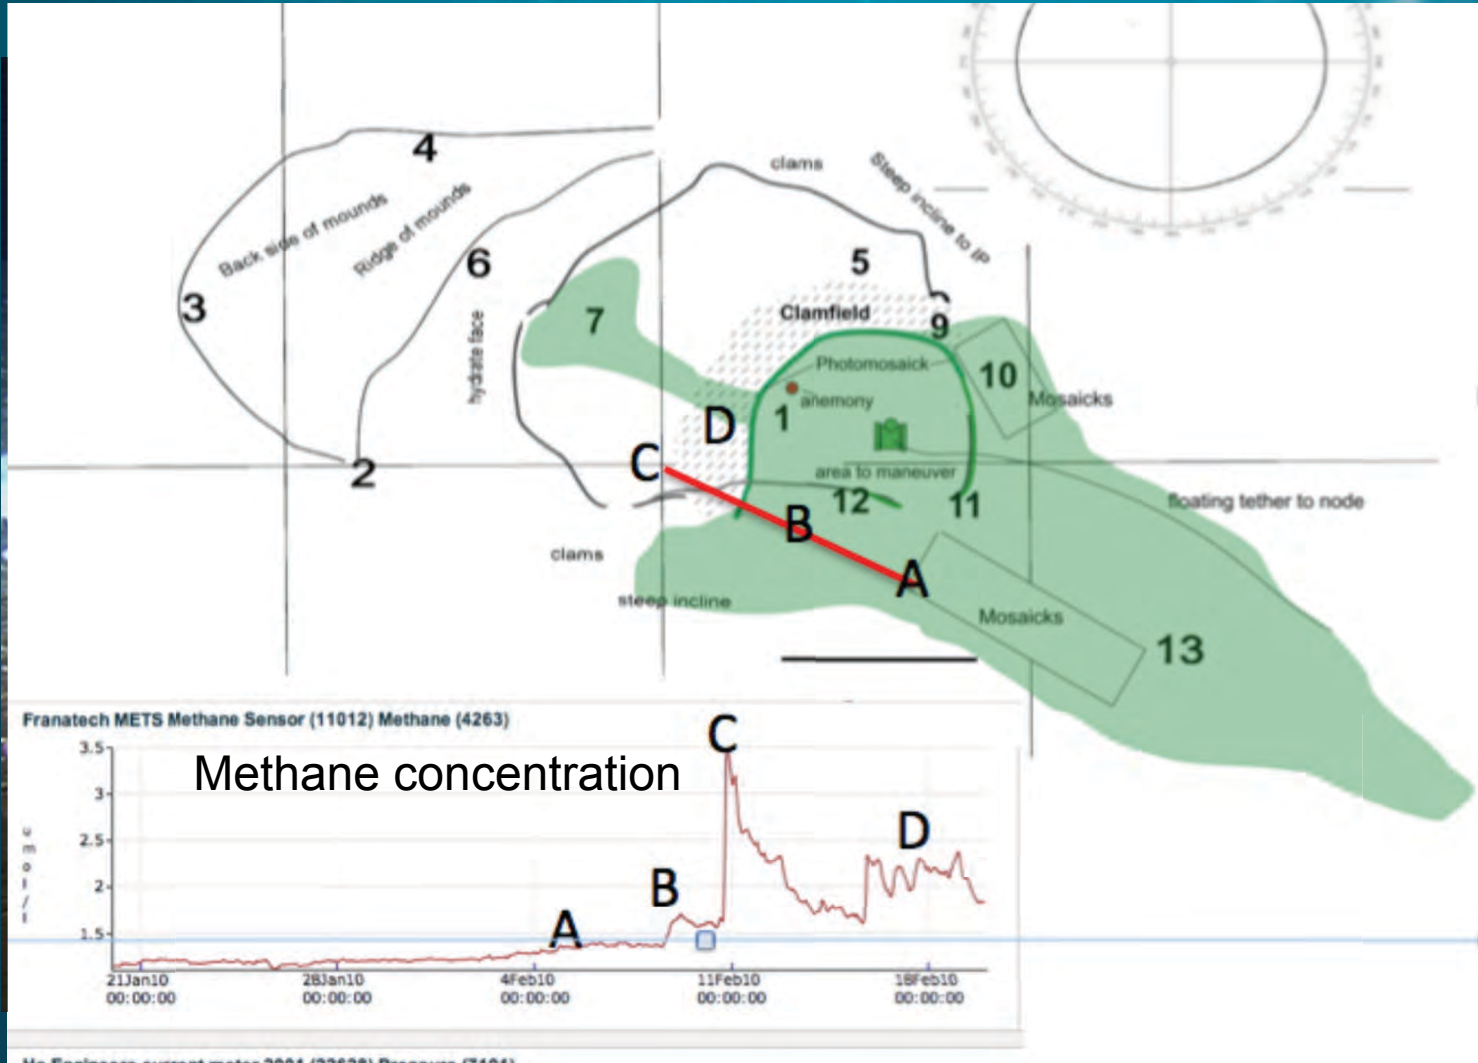 4
clams
Steep incline to IP
Back side of mounds
Ridge of mounds
6
5
3
7
Clamfield
9
hydrate face
Photomosaick
10
Mosaicks
anemony
1
D
C
2
area to maneuver
12
11
floating tether to node
B
clams
A
steep incline
Mosaicks
13
Franatech METS Methane Sensor (11012) Methane (4263)
C
3.5
Methane concentration
3
2.5
D
2
B
A
1.5
21Jan10
00:00:00
28Jan10
00:00:00
4Feb10
00:00:00
11Feb10
00:00:00
18Feb10
00:00:00